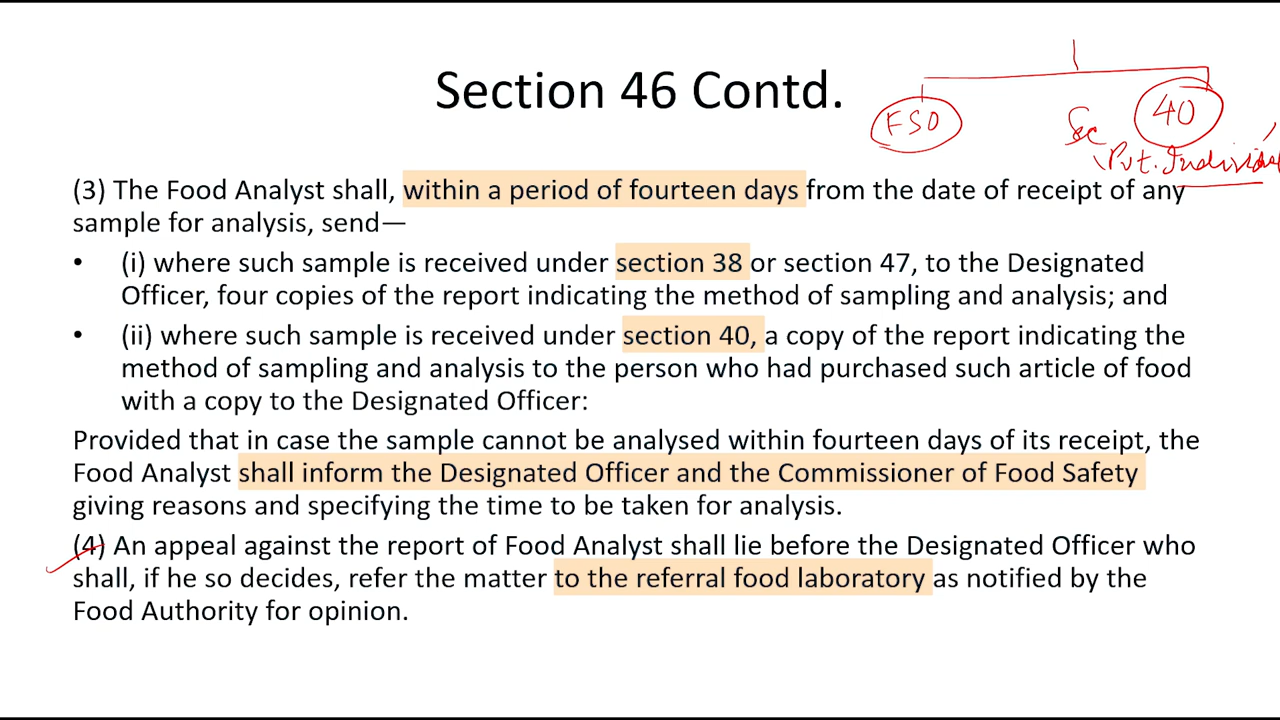 Section 46 Contd.
FSO
Sec 40
Pvt. Individual
(3) The Food Analyst shall, within a period of fourteen days from the date of receipt of any
sample for analysis, send—
• (i) where such sample is received under section 38 or section 47, to the Designated
Officer, four copies of the report indicating the method of sampling and analysis; and
• (ii) where such sample is received under section 40, a copy of the report indicating the
method of sampling and analysis to the person who had purchased such article of food
with a copy to the Designated Officer:
Provided that in case the sample cannot be analysed within fourteen days of its receipt, the
Food Analyst shall inform the Designated Officer and the Commissioner of Food Safety
giving reasons and specifying the time to be taken for analysis.
(4) An appeal against the report of Food Analyst shall lie before the Designated Officer who
shall, if he so decides, refer the matter to the referral food laboratory as notified by the
Food Authority for opinion.